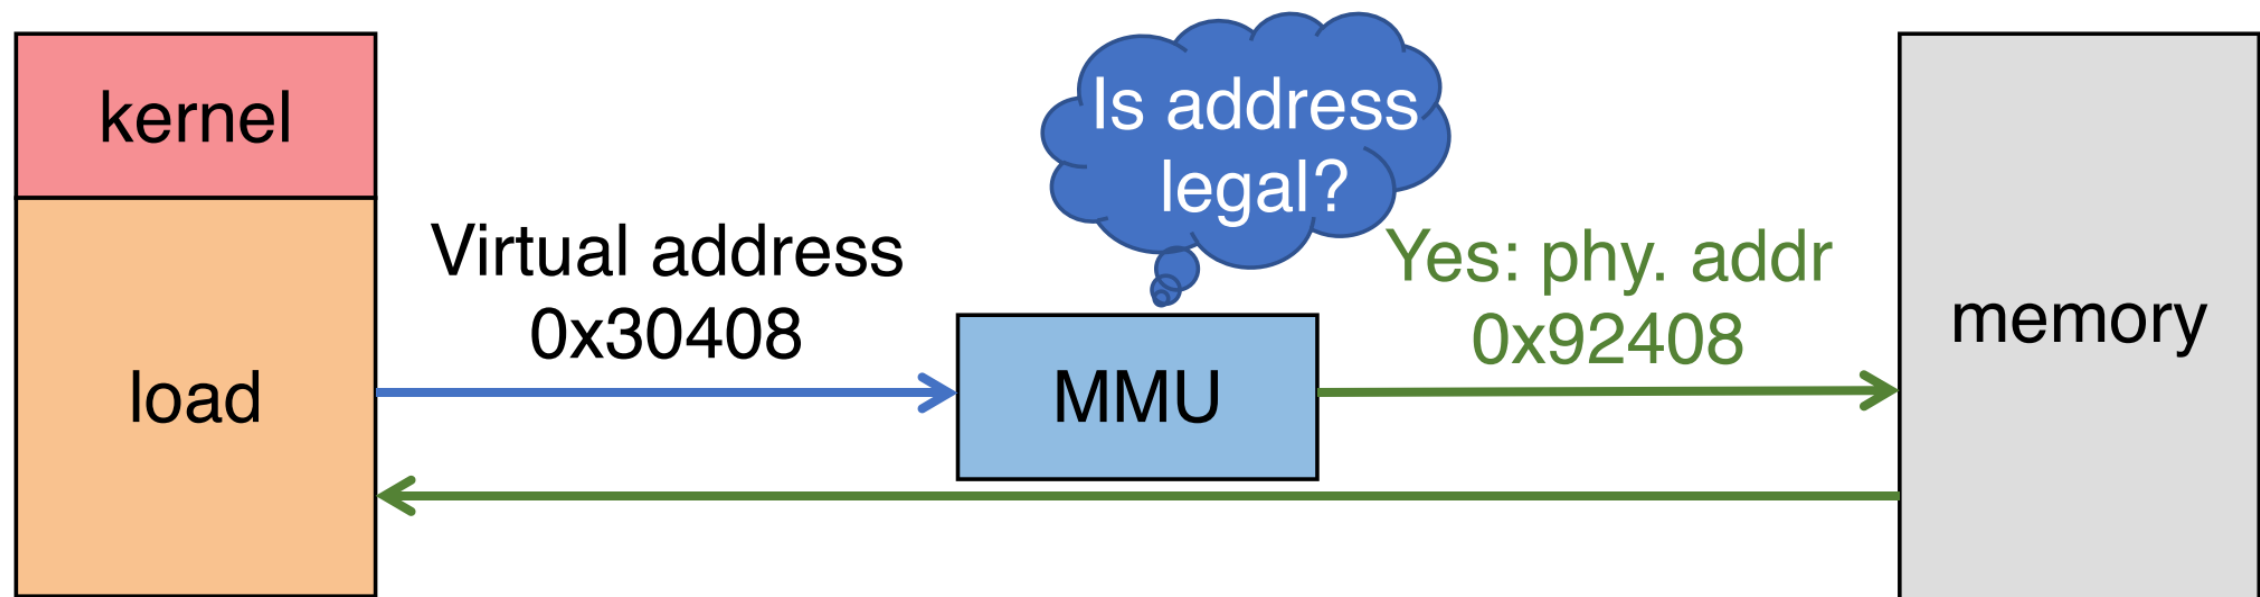 kernel
load
Virtual address
0x30408
Is address
legal?
MMU
Yes: phy. addr
0x92408
memory